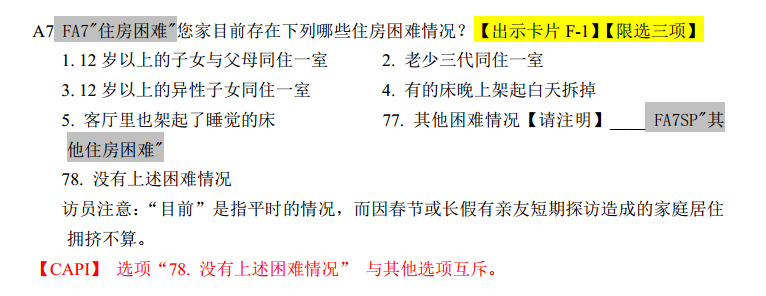 A7 FA7"住房困难"您家目前存在下列哪些住房困难情况？【出示卡片 F-1】【限选三项】
1. 12 岁以上的子女与父母同住一室 2. 老少三代同住一室
3. 12 岁以上的异性子女同住一室 4. 有的床晚上架起白天拆掉
5. 客厅里也架起了睡觉的床 77. 其他困难情况【请注明】____ FA7SP"其
他住房困难"
78. 没有上述困难情况
访员注意：“目前”是指平时的情况，而因春节或长假有亲友短期探访造成的家庭居住
拥挤不算。
【CAPI】 选项“78. 没有上述困难情况” 与其他选项互斥。